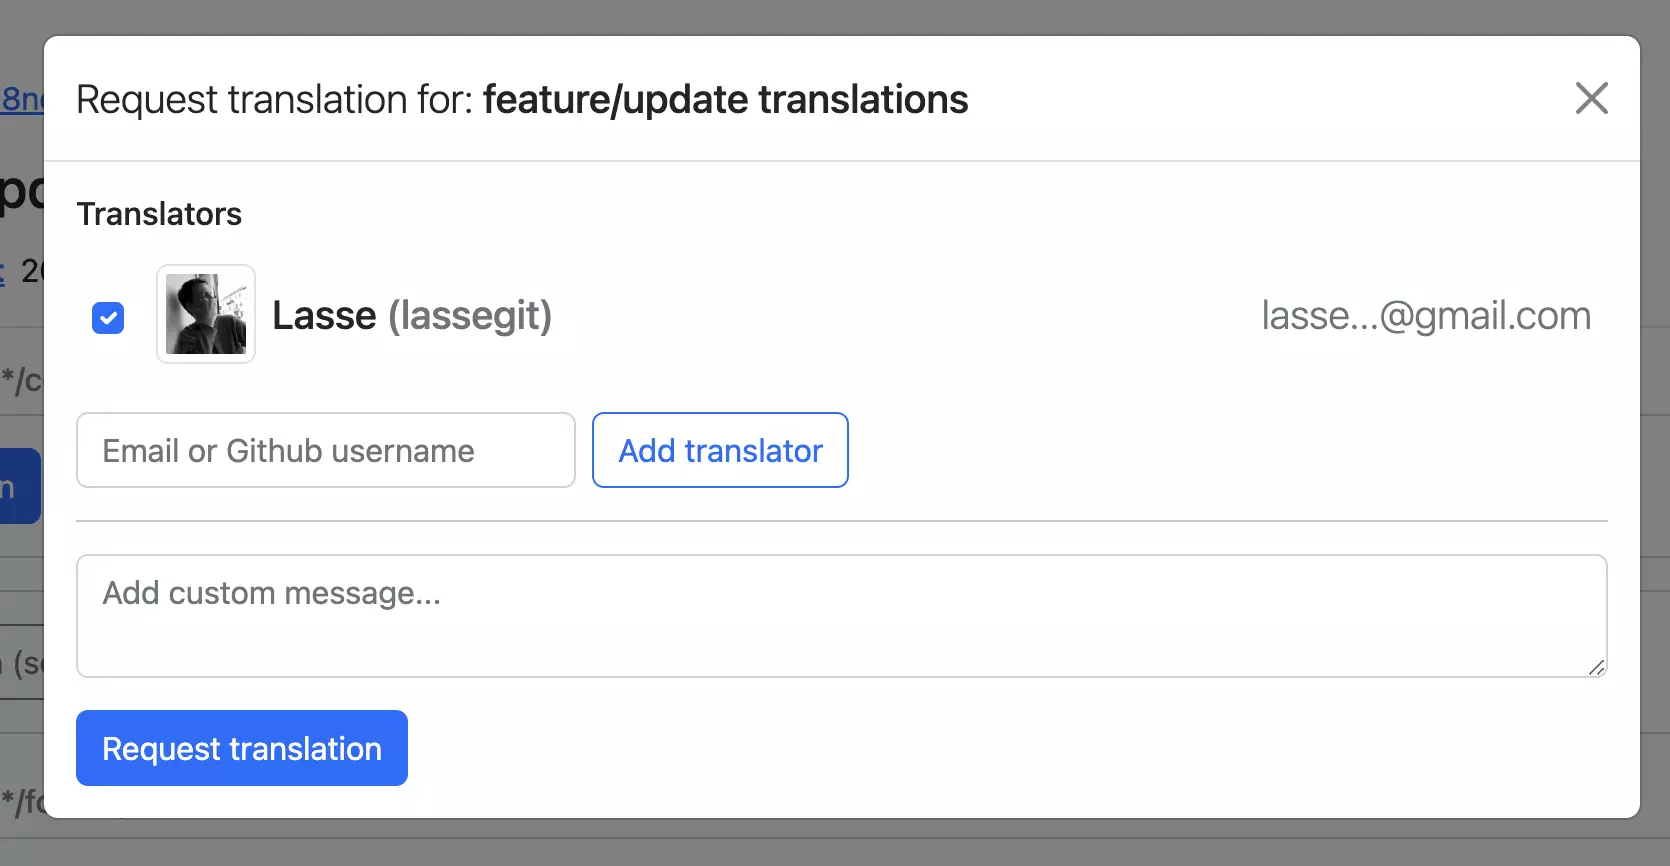 Request translation for: feature/update translations
Translators
Lasse (lassegit)
lasse...@gmail.com
Email or Github username
Add translator
Add custom message...
Request translation